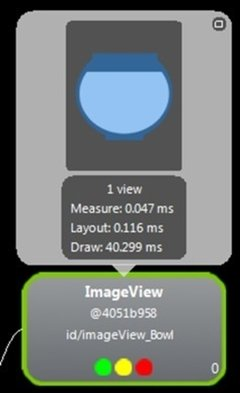 1 view
Measure: 0.047 ms
Layout: 0.116 ms
Draw: 40.299 ms
ImageView
@4051b958
id/imageView_Bowl
0